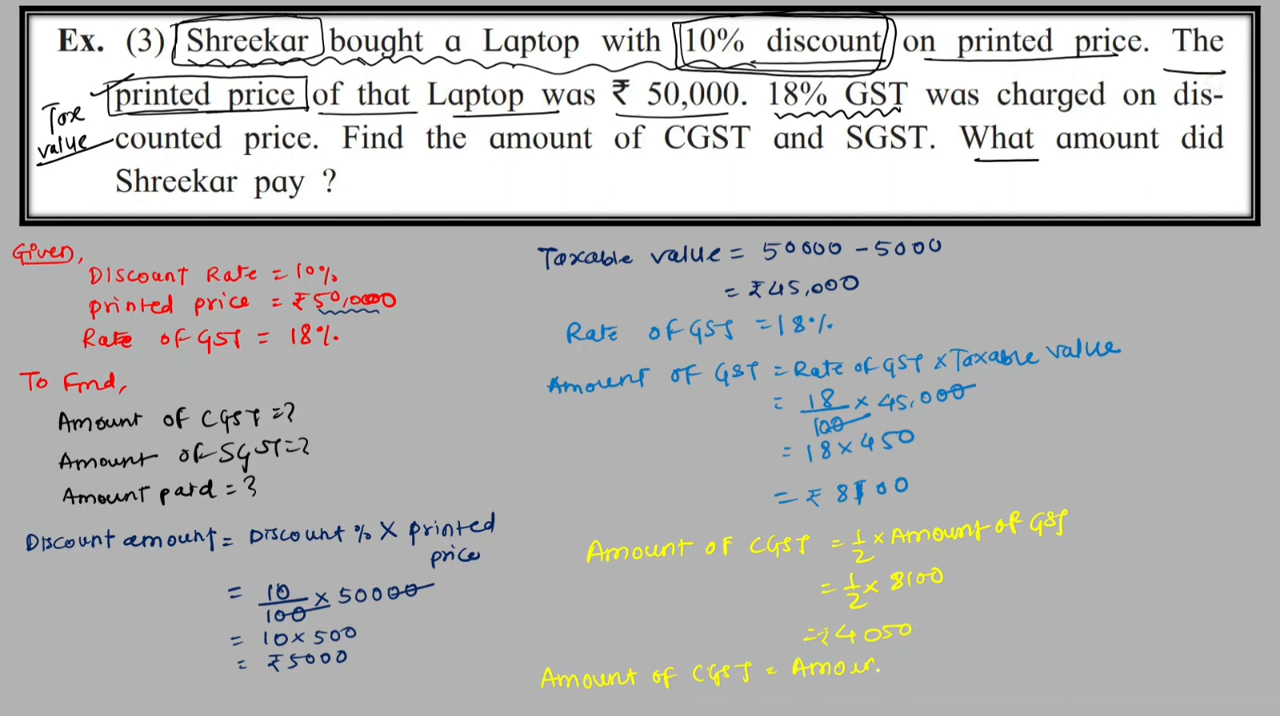 Ex. (3) Shreekar bought a Laptop with 10% discount on printed price. The
printed price of that Laptop was ₹ 50,000. 18% GST was charged on dis-
counted price. Find the amount of CGST and SGST. What amount did
Shreekar pay ?
Tax
value
Given,
Discount Rate = 10%
printed price = ₹50,000
Rate of GST = 18%.
To Find,
Amount of CGST =?
Amount of SGST=?
Amount paid = ?
Discount amount = Discount % X printed
price
= 10/100 × 50000
= 10×500
= ₹5000
Taxable value = 50000 - 5000
= ₹45,000
Rate of GST = 18%
Amount of GST = Rate of GST × Taxable value
= 18/100 × 45,000
= 18×450
= ₹ 8100
Amount of CGST = 1/2 × Amount of GST
= 1/2 × 8100
= ₹4050
Amount of CGST = Amoun.